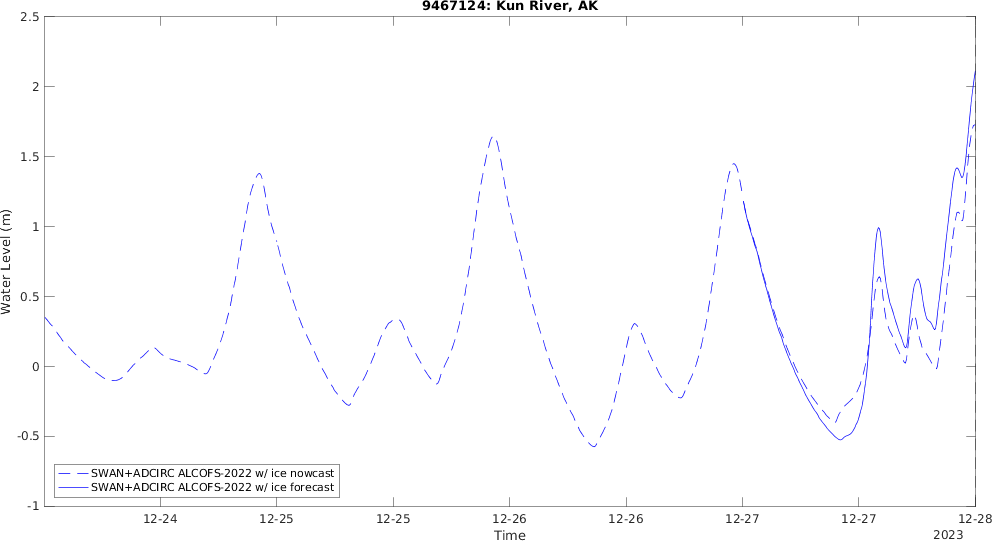 9467124: Kun River, AK
2.5
2
1.5
1
0.5
0
-0.5
-1
Water Level (m)
SWAN+ADCIRC ALCOFS-2022 w/ ice nowcast
SWAN+ADCIRC ALCOFS-2022 w/ ice forecast
12-24 12-25 12-25 12-26 12-26 12-27 12-27 12-28
Time
2023